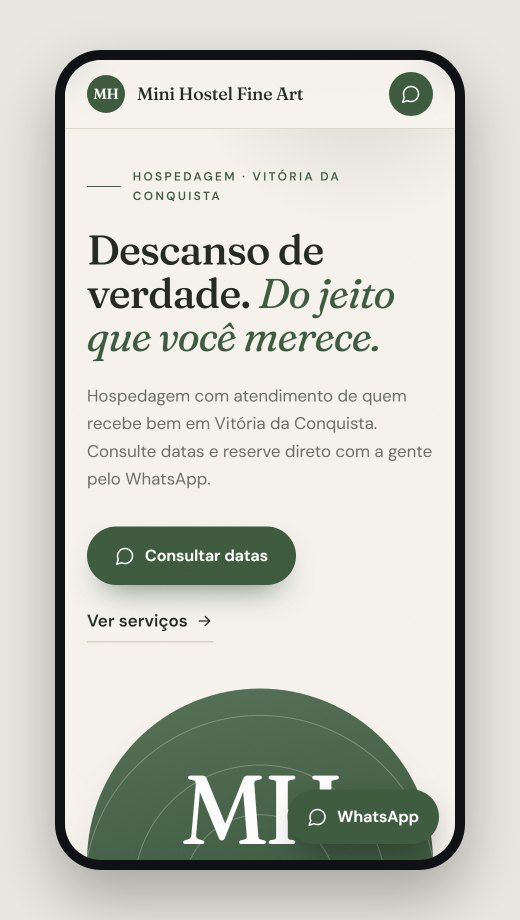 MH Mini Hostel Fine Art
HOSPEDAGEM · VITÓRIA DA
CONQUISTA
Descanso de
verdade. Do jeito
que você merece.
Hospedagem com atendimento de quem
recebe bem em Vitória da Conquista.
Consulte datas e reserve direto com a gente
pelo WhatsApp.
Consultar datas
Ver serviços →
MH
WhatsApp